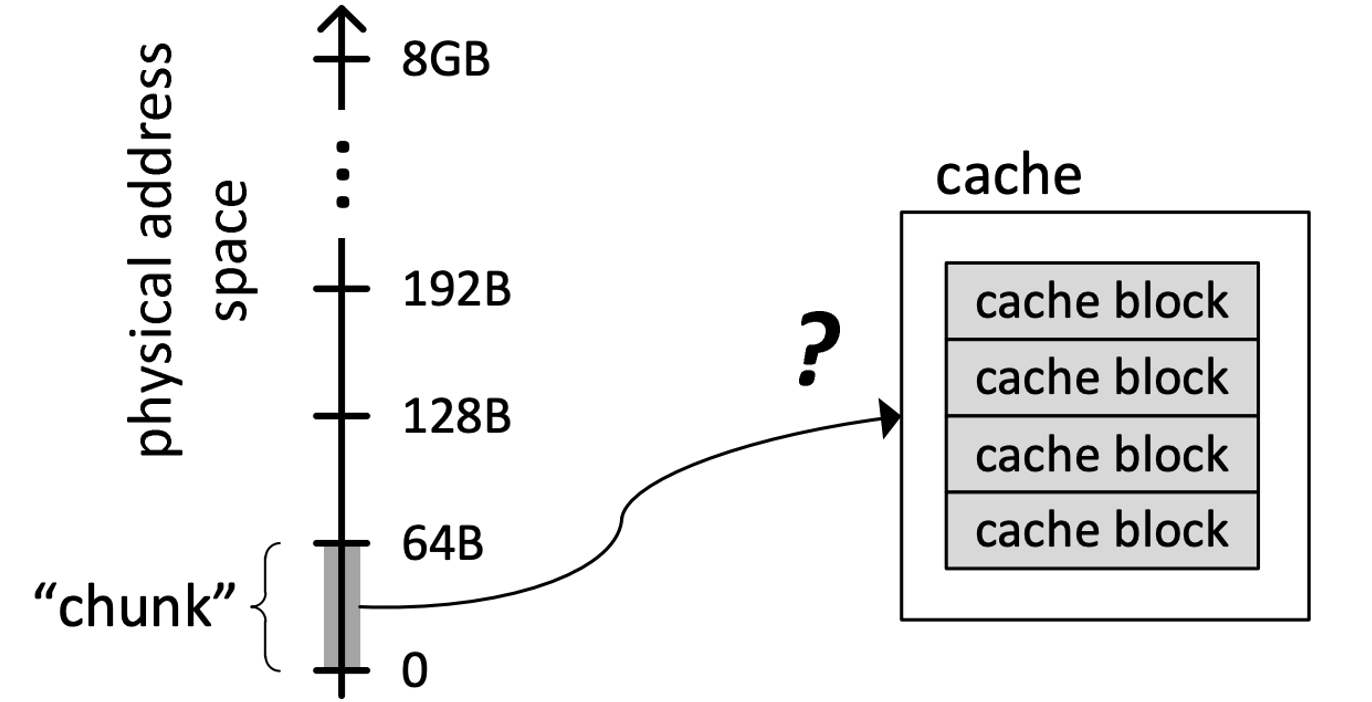 physical address
space
8GB
192B
128B
64B
0
“chunk”
?
cache
cache block
cache block
cache block
cache block